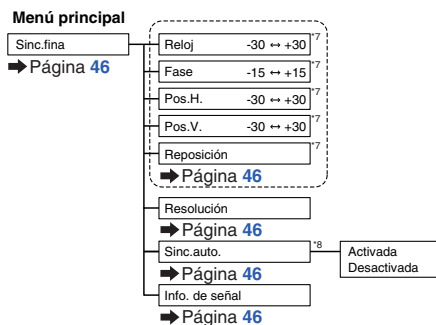 Menú principal
Sinc.fina
Página 46
Reloj -30 ↔ +30 *7
Fase -15 ↔ +15 *7
Pos.H. -30 ↔ +30 *7
Pos.V. -30 ↔ +30 *7
Reposición *7
Página 46
Resolución
Página 46
Sinc.auto. *8
Activada
Desactivada
Página 46
Info. de señal
Página 46